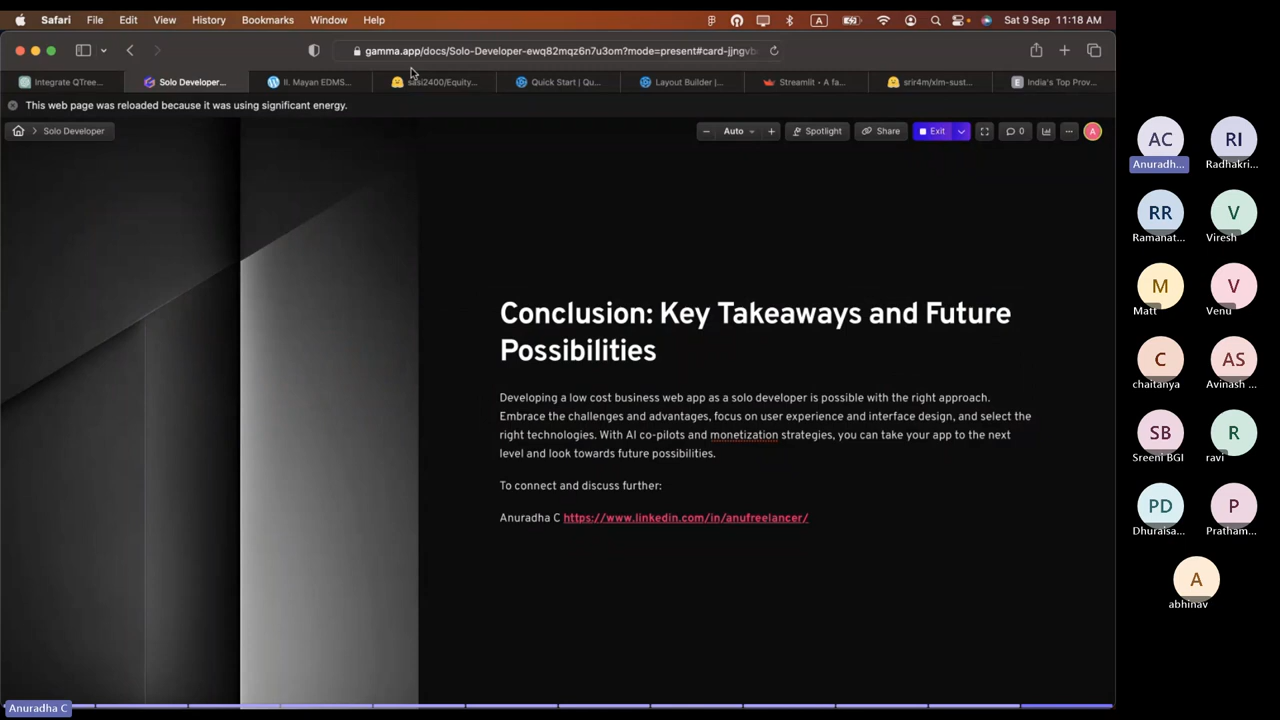 Safari File Edit View History Bookmarks Window Help
A
Sat 9 Sep 11:18 AM
gamma.app/docs/Solo-Developer-ewq82mqz6n7u3om?mode=present#card-jjngvb
Integrate QTree...
Solo Developer...
II. Mayan EDMS...
sasi2400/Equity...
Quick Start | Qu...
Layout Builder |...
Streamlit • A fa...
srir4m/xlm-sust...
India's Top Prov...
This web page was reloaded because it was using significant energy.
Solo Developer
Auto
Spotlight
Share
Exit
0
A
Conclusion: Key Takeaways and Future
Possibilities
Developing a low cost business web app as a solo developer is possible with the right approach.
Embrace the challenges and advantages, focus on user experience and interface design, and select the
right technologies. With AI co-pilots and monetization strategies, you can take your app to the next
level and look towards future possibilities.
To connect and discuss further:
Anuradha C https://www.linkedin.com/in/anufreelancer/
Anuradha C
AC RI
Anuradh... Radhakri...
RR V
Ramanat... Viresh
M V
Matt Venu
C AS
chaitanya Avinash ...
SB R
Sreeni BGI ravi
PD P
Dhuraisa... Pratham...
A
abhinav